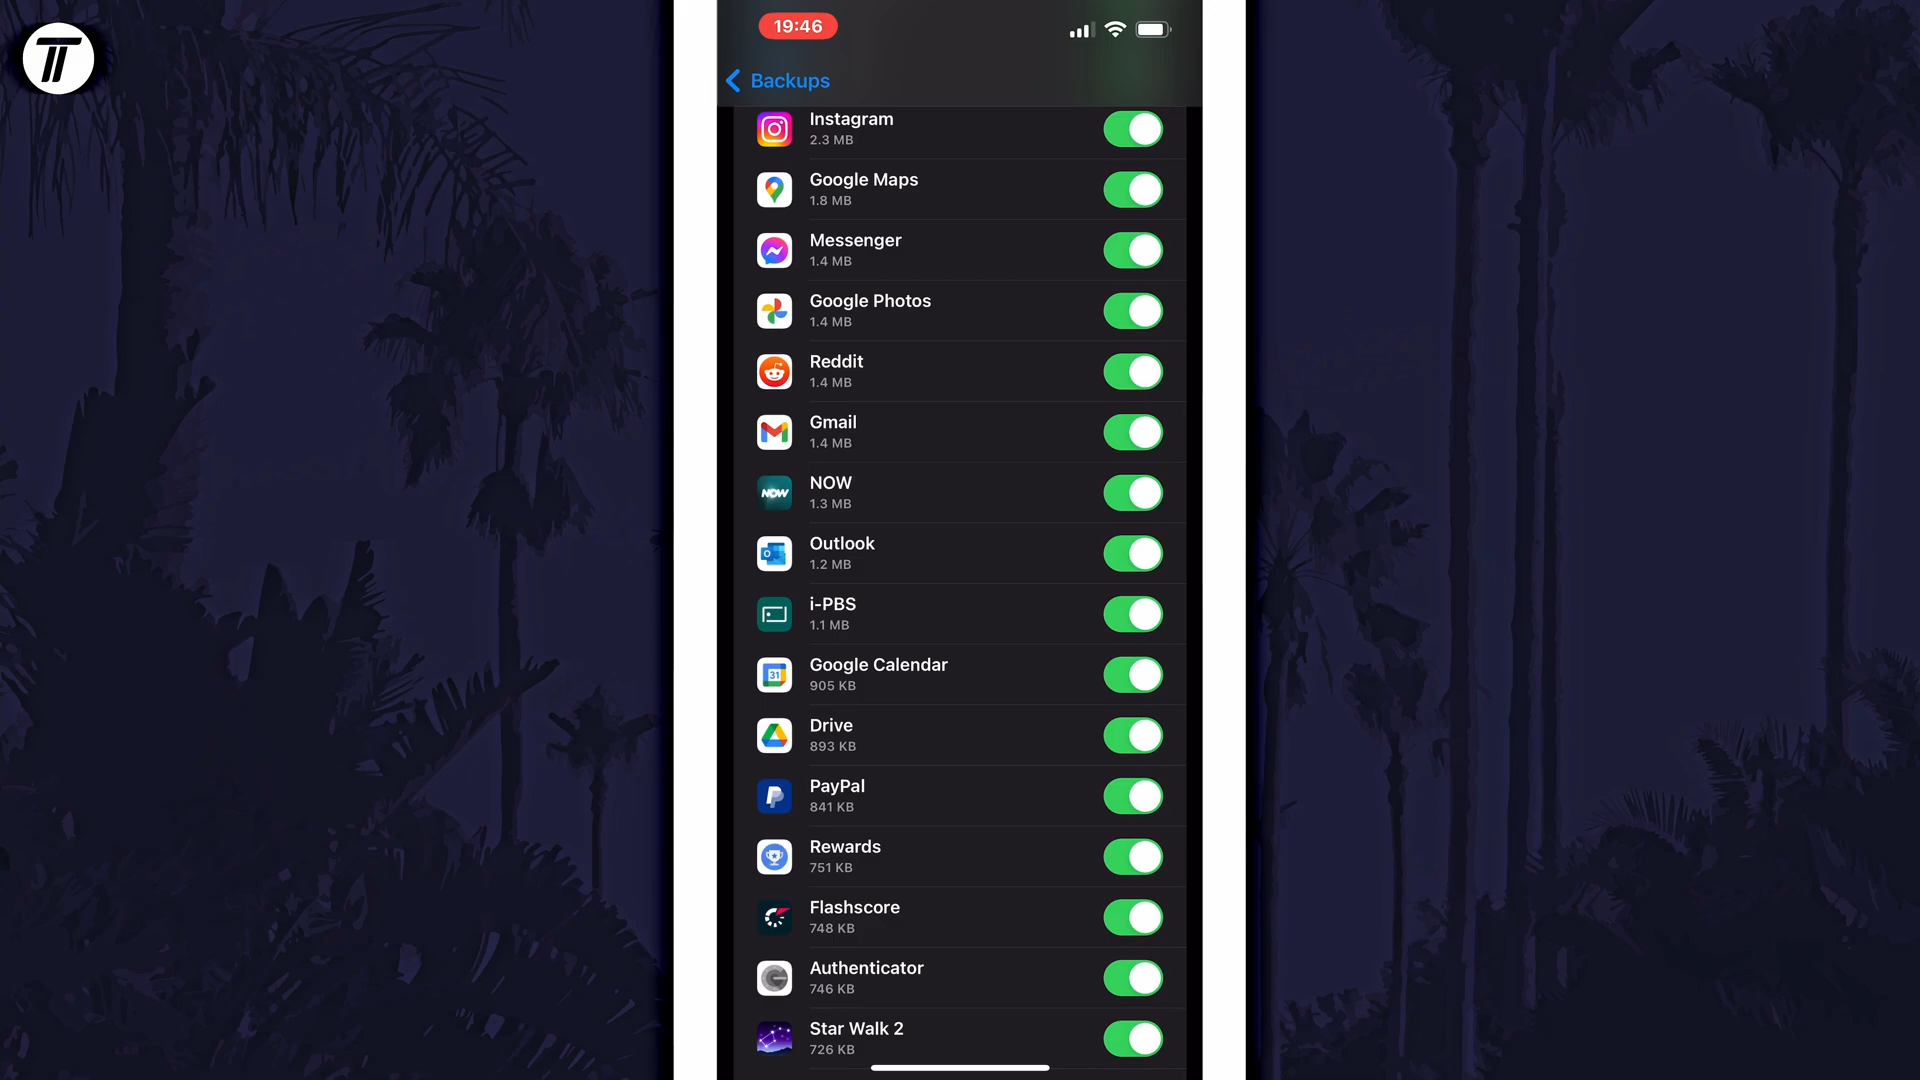 19:46
Backups
Instagram
2.3 MB
Google Maps
1.8 MB
Messenger
1.4 MB
Google Photos
1.4 MB
Reddit
1.4 MB
Gmail
1.4 MB
NOW
NOW
1.3 MB
Outlook
1.2 MB
i-PBS
1.1 MB
31
Google Calendar
905 KB
Drive
893 KB
PayPal
841 KB
Rewards
751 KB
Flashscore
748 KB
Authenticator
746 KB
Star Walk 2
726 KB